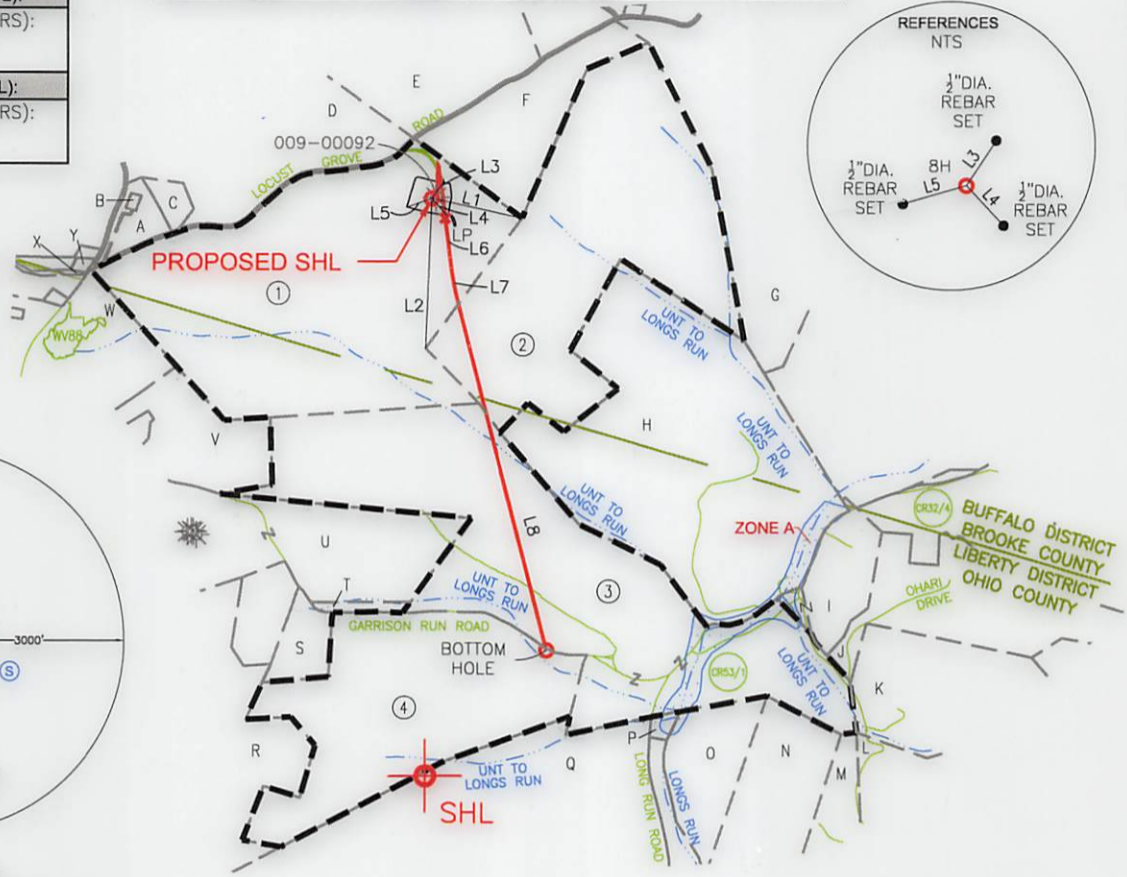 L):
RS):
L):
RS):
REFERENCES
NTS
½"DIA.
REBAR
SET
½"DIA.
REBAR
SET
8H
L3
L5
L4
½"DIA.
REBAR
SET
E
D
F
009-00092
LOCUST GROVE ROAD
L3
L1
L5
L4
LP
L6
B
C
A
X
Y
PROPOSED SHL
1
L7
L2
G
W
WV88
UNT TO
LONGS RUN
2
V
H
UNT TO
LONGS RUN
UNT TO
LONGS RUN
L8
ZONE A
CR32/4
BUFFALO DISTRICT
BROOKE COUNTY
LIBERTY DISTRICT
OHIO COUNTY
Z
U
T
UNT TO
LONGS RUN
3
Z
I
OHARI
DRIVE
GARRISON RUN ROAD
3000'
S
BOTTOM
HOLE
S
J
Z
Z
CR53/1
UNT TO
LONGS RUN
K
4
R
P
O
N
L
M
Q
UNT TO
LONGS RUN
SHL
LONG RUN ROAD
LONGS RUN